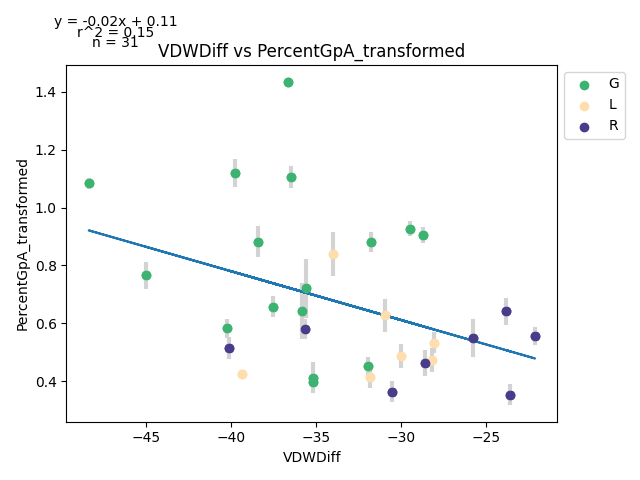 y = -0.02x + 0.11
r^2 = 0.15
n = 31
VDWDiff vs PercentGpA_transformed
G
L
R
PercentGpA_transformed
1.4
1.2
1.0
0.8
0.6
0.4
−45
−40
−35
−30
−25
VDWDiff